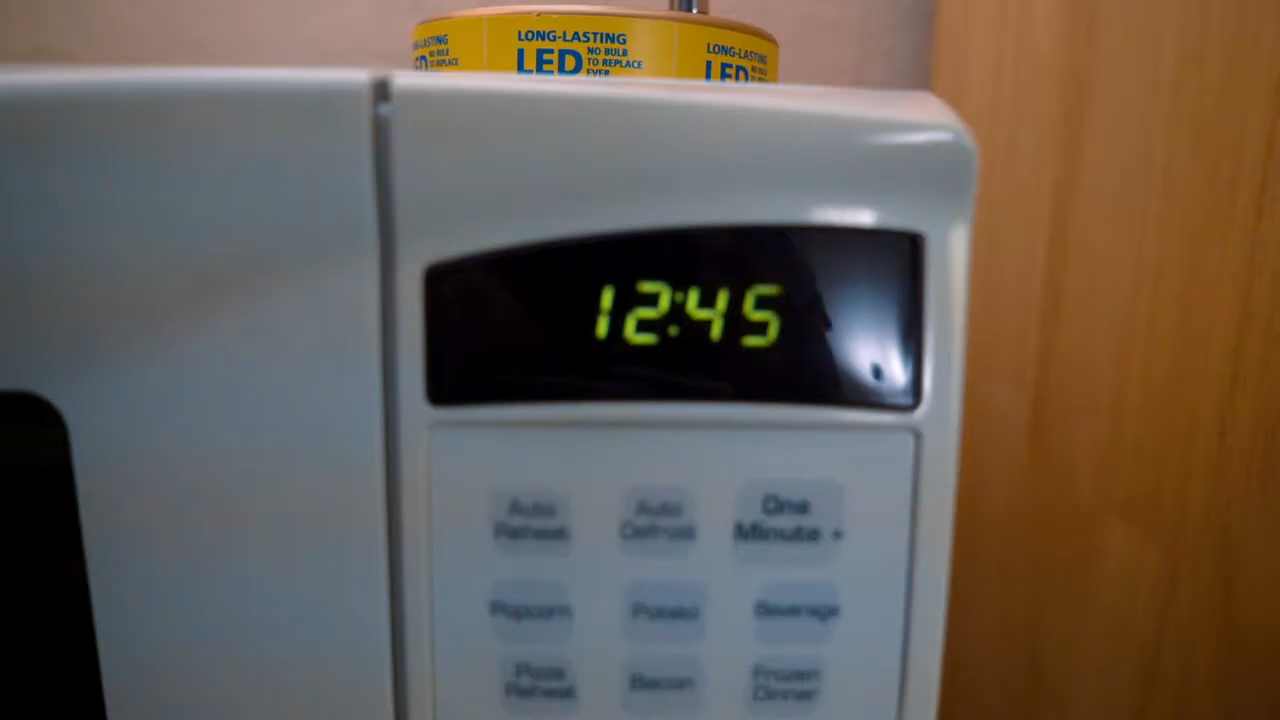 LONG-LASTING
LED
NO BULB
TO REPLACE
EVER
LONG-LASTING
LED
12:45
Auto
Reheat
Auto
Defrost
One
Minute +
Popcorn
Potato
Beverage
Pizza
Reheat
Bacon
Frozen
Dinner